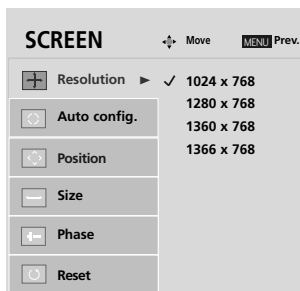 SCREEN Move MENU Prev.
Resolution ► ✓ 1024 x 768
1280 x 768
1360 x 768
1366 x 768
Auto config.
Position
Size
Phase
Reset